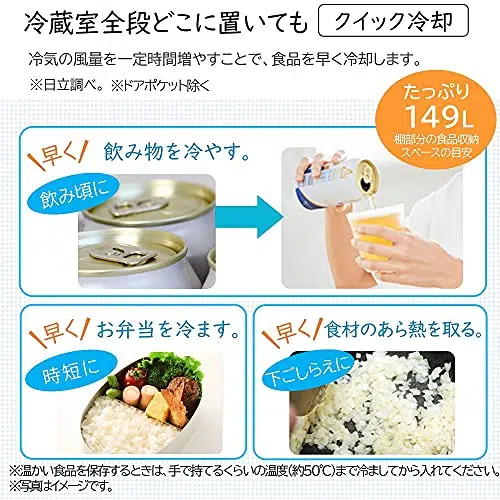 冷蔵室全段どこに置いても クイック冷却
冷気の風量を一定時間増やすことで、食品を早く冷却します。
※日立調べ。 ※ドアポケット除く
たっぷり
149L
棚部分の食品収納
スペースの目安
早く 飲み物を冷やす。
飲み頃に
早く お弁当を冷ます。
時短に
早く 食材のあら熱を取る。
下ごしらえに
※温かい食品を保存するときは、手で持てるくらいの温度(約50℃)まで冷ましてから入れてください。
※写真はイメージです。